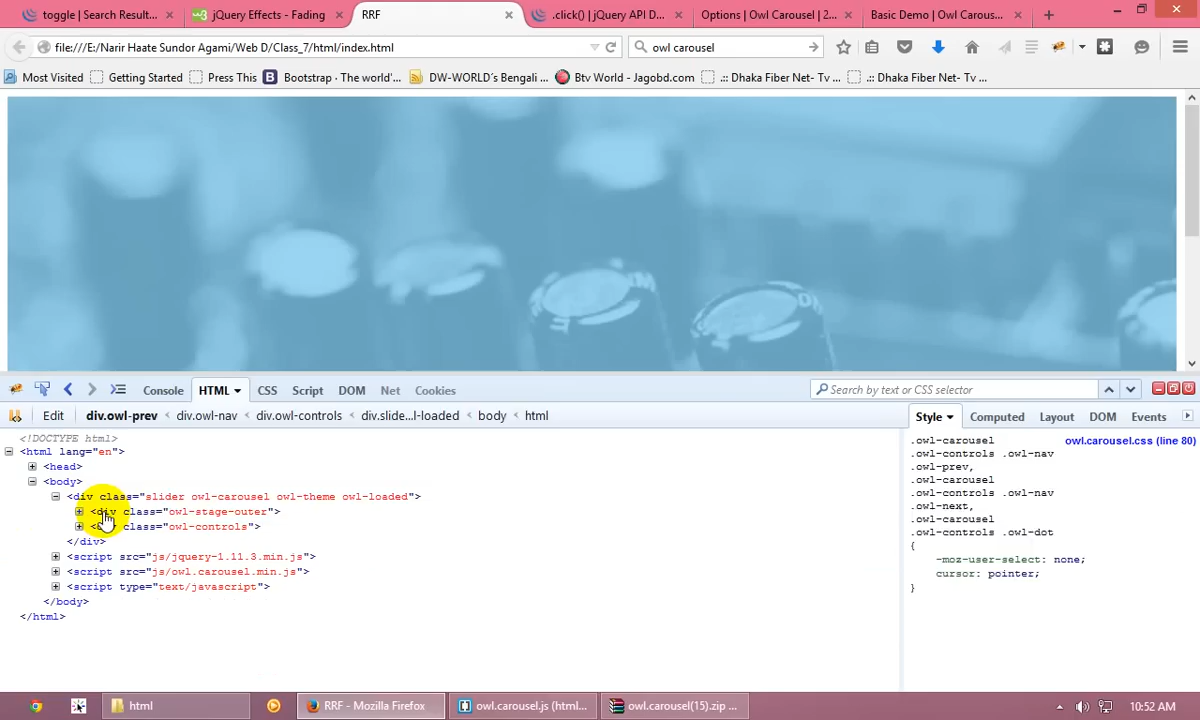 toggle | Search Result...
jQuery Effects - Fading
RRF
.click() | jQuery API D...
Options | Owl Carousel | 2...
Basic Demo | Owl Carous...
file:///E:/Narir Haate Sundor Agami/Web D/Class_7/html/index.html
owl carousel
Most Visited
Getting Started
Press This
Bootstrap · The world'...
DW-WORLD's Bengali ...
Btv World - Jagobd.com
.:: Dhaka Fiber Net- Tv ...
.:: Dhaka Fiber Net- Tv ...
Console
HTML
CSS
Script
DOM
Net
Cookies
Search by text or CSS selector
Edit
div.owl-prev
div.owl-nav
div.owl-controls
div.slide...l-loaded
body
html
Style
Computed
Layout
DOM
Events
<!DOCTYPE html>
<html lang="en">
<head>
<body>
<div class="slider owl-carousel owl-theme owl-loaded">
<div class="owl-stage-outer">
class="owl-controls">
</div>
<script src="js/jquery-1.11.3.min.js">
<script src="js/owl.carousel.min.js">
<script type="text/javascript">
</body>
</html>
.owl-carousel owl.carousel.css (line 80)
.owl-controls .owl-nav
.owl-prev,
.owl-carousel
.owl-controls .owl-nav
.owl-next,
.owl-carousel
.owl-controls .owl-dot
{
-moz-user-select: none;
cursor: pointer;
}
html
RRF - Mozilla Firefox
owl.carousel.js (html...
owl.carousel(15).zip ...
10:52 AM